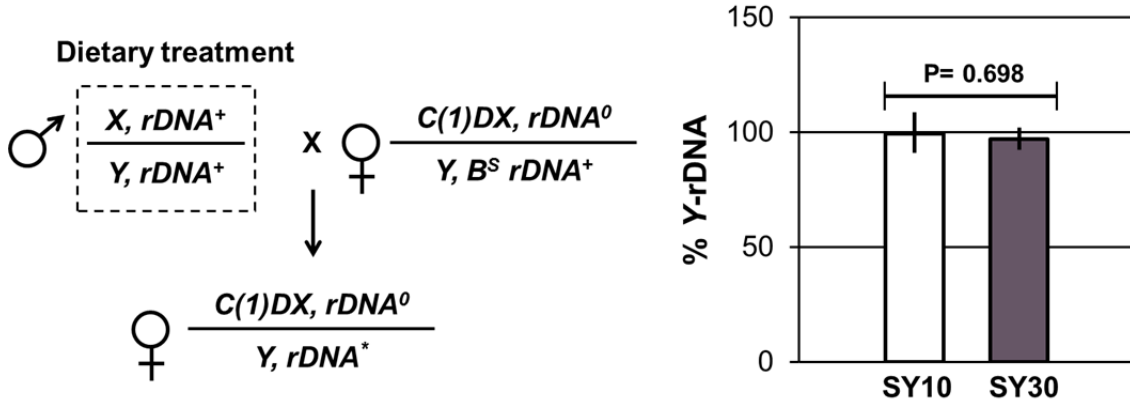 Dietary treatment
X, rDNA⁺
Y, rDNA⁺
X
C(1)DX, rDNA⁰
Y, Bˢ rDNA⁺
C(1)DX, rDNA⁰
Y, rDNA*
% Y-rDNA
150
100
50
0
P= 0.698
SY10 SY30